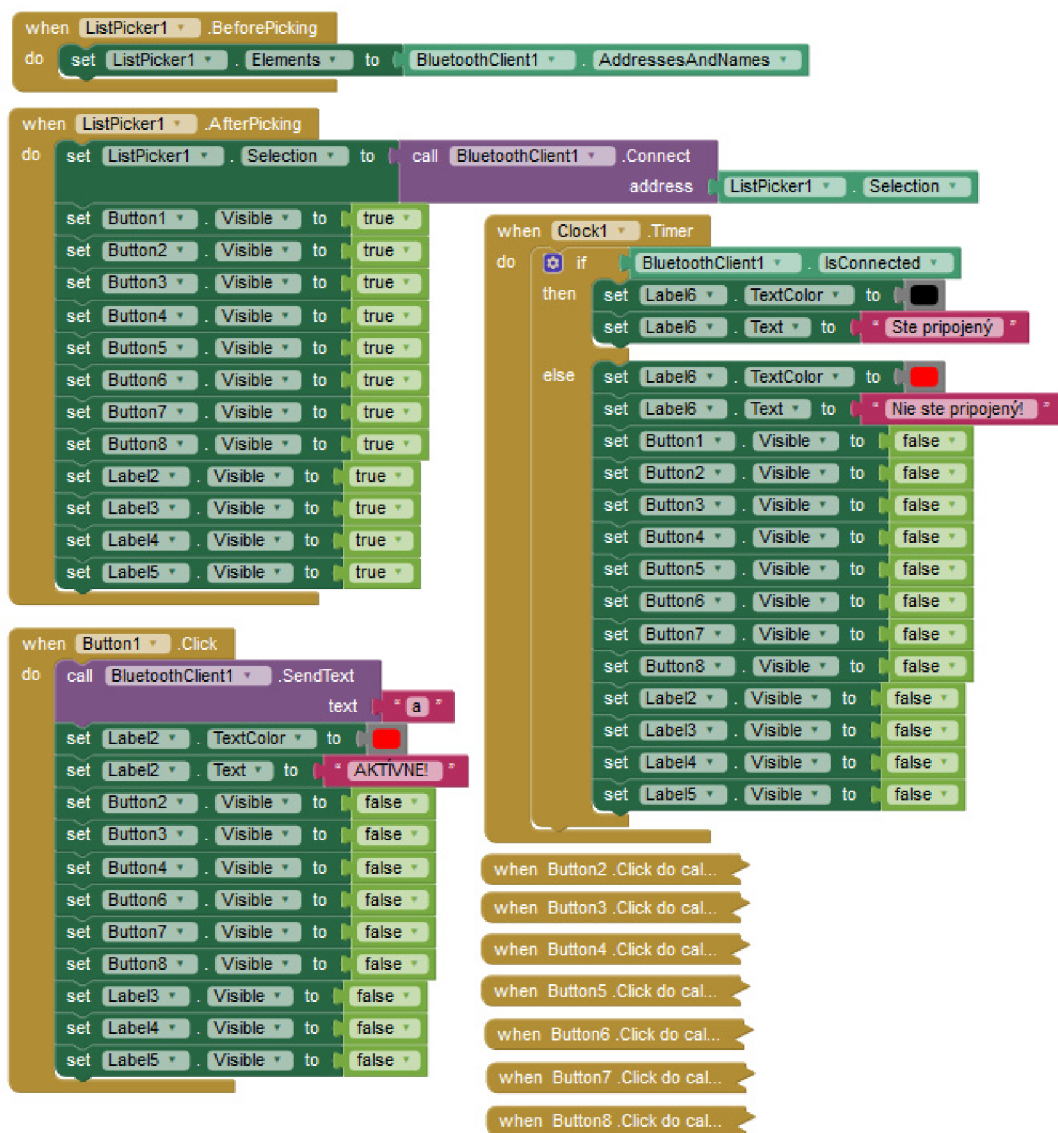 when ListPicker1 .BeforePicking
do set ListPicker1 . Elements to BluetoothClient1 . AddressesAndNames
when ListPicker1 .AfterPicking
do set ListPicker1 . Selection to call BluetoothClient1 .Connect
address ListPicker1 . Selection
set Button1 . Visible to true
set Button2 . Visible to true
set Button3 . Visible to true
set Button4 . Visible to true
set Button5 . Visible to true
set Button6 . Visible to true
set Button7 . Visible to true
set Button8 . Visible to true
set Label2 . Visible to true
set Label3 . Visible to true
set Label4 . Visible to true
set Label5 . Visible to true
when Button1 .Click
do call BluetoothClient1 .SendText
text " a "
set Label2 . TextColor to
set Label2 . Text to " AKTÍVNE! "
set Button2 . Visible to false
set Button3 . Visible to false
set Button4 . Visible to false
set Button6 . Visible to false
set Button7 . Visible to false
set Button8 . Visible to false
set Label3 . Visible to false
set Label4 . Visible to false
set Label5 . Visible to false
when Clock1 .Timer
do if BluetoothClient1 . IsConnected
then set Label6 . TextColor to
set Label6 . Text to " Ste pripojený "
else set Label6 . TextColor to
set Label6 . Text to " Nie ste pripojený! "
set Button1 . Visible to false
set Button2 . Visible to false
set Button3 . Visible to false
set Button4 . Visible to false
set Button5 . Visible to false
set Button6 . Visible to false
set Button7 . Visible to false
set Button8 . Visible to false
set Label2 . Visible to false
set Label3 . Visible to false
set Label4 . Visible to false
set Label5 . Visible to false
when Button2 .Click do cal...
when Button3 .Click do cal...
when Button4 .Click do cal...
when Button5 .Click do cal...
when Button6 .Click do cal...
when Button7 .Click do cal...
when Button8 .Click do cal...